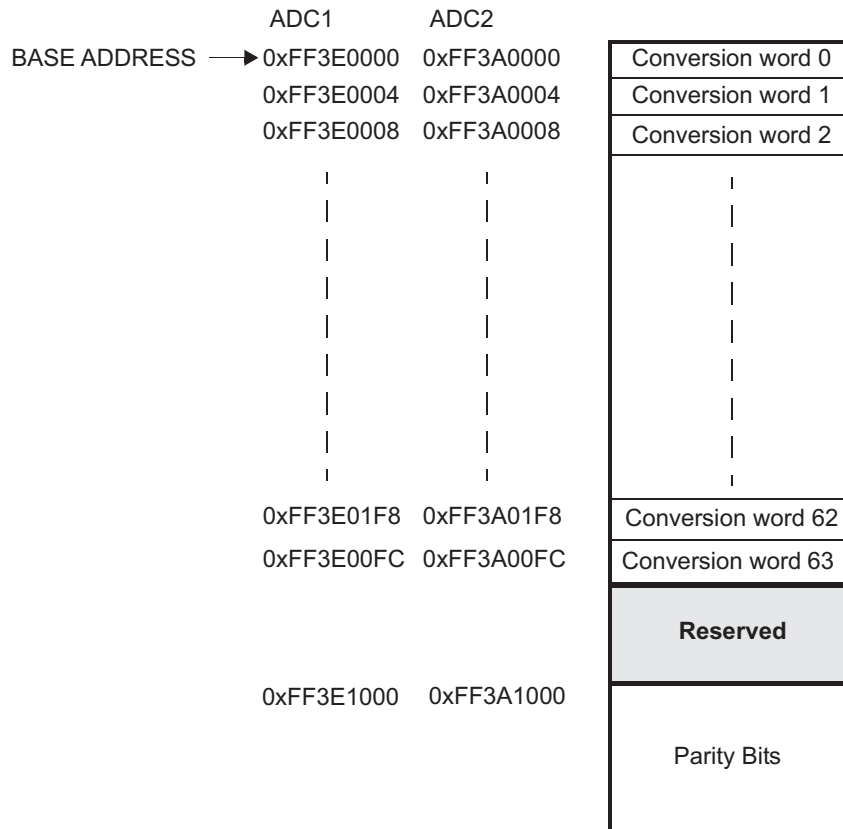 ADC1 ADC2
BASE ADDRESS 0xFF3E0000 0xFF3A0000 Conversion word 0
0xFF3E0004 0xFF3A0004 Conversion word 1
0xFF3E0008 0xFF3A0008 Conversion word 2
0xFF3E01F8 0xFF3A01F8 Conversion word 62
0xFF3E00FC 0xFF3A00FC Conversion word 63
Reserved
0xFF3E1000 0xFF3A1000
Parity Bits